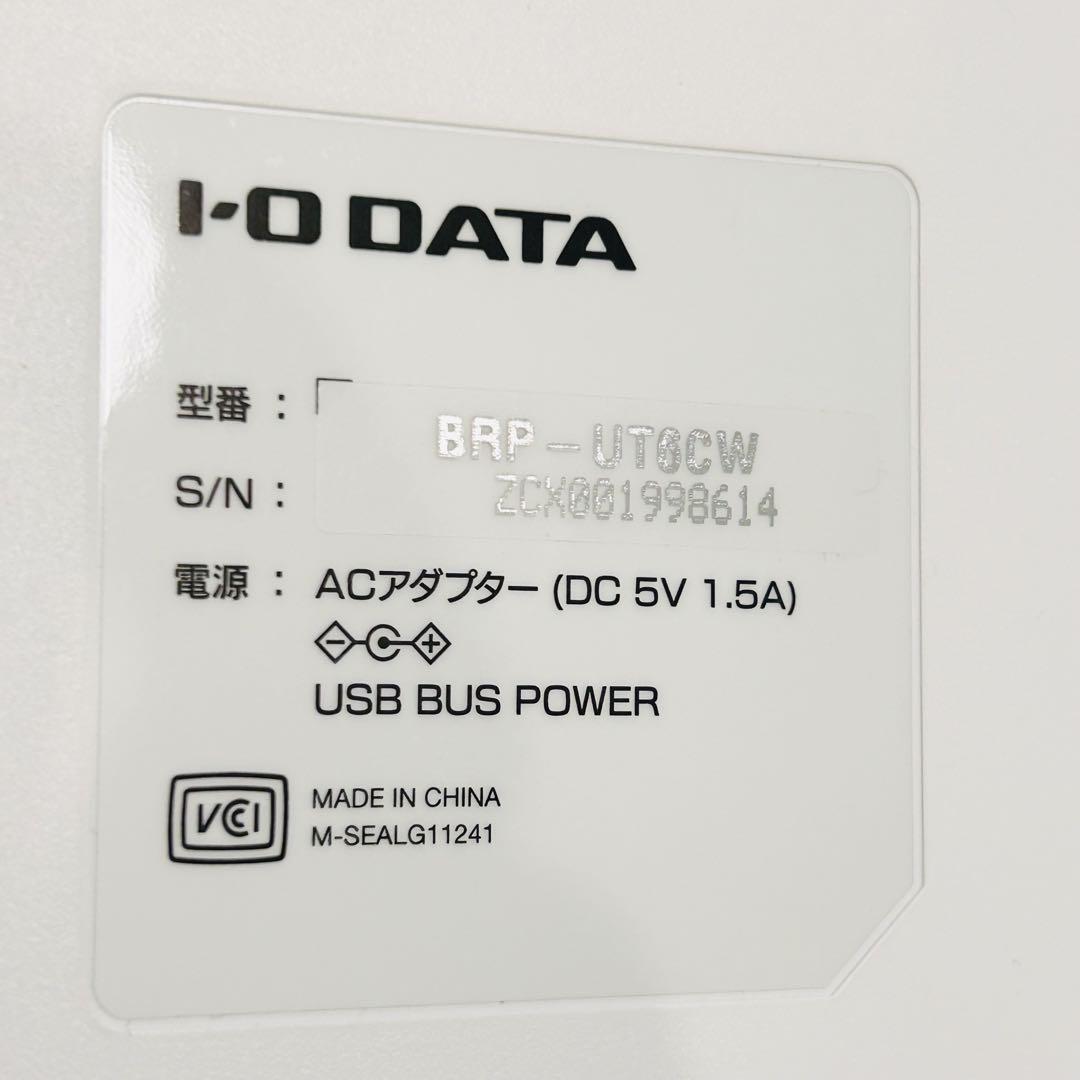 I-O DATA
型番 : BRP-UT6CW
S/N : ZCX001998614
電源 : ACアダプター (DC 5V 1.5A)
USB BUS POWER
VCCI
MADE IN CHINA
M-SEALG11241